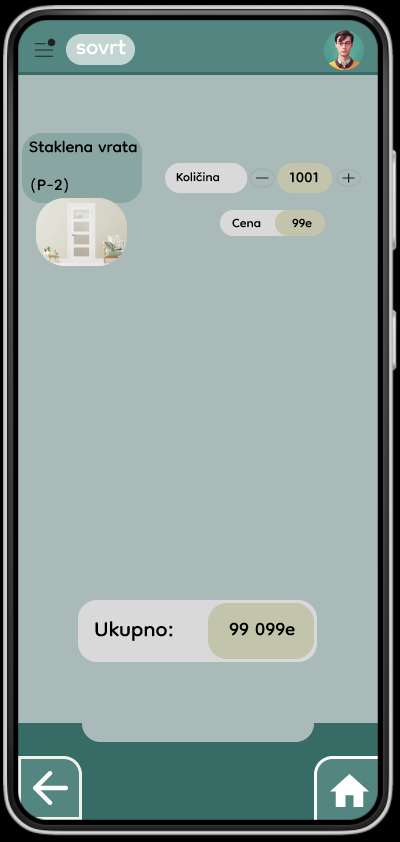 sovrt
Staklena vrata
(P-2)
Količina
1001
Cena
99e
Ukupno:
99 099e